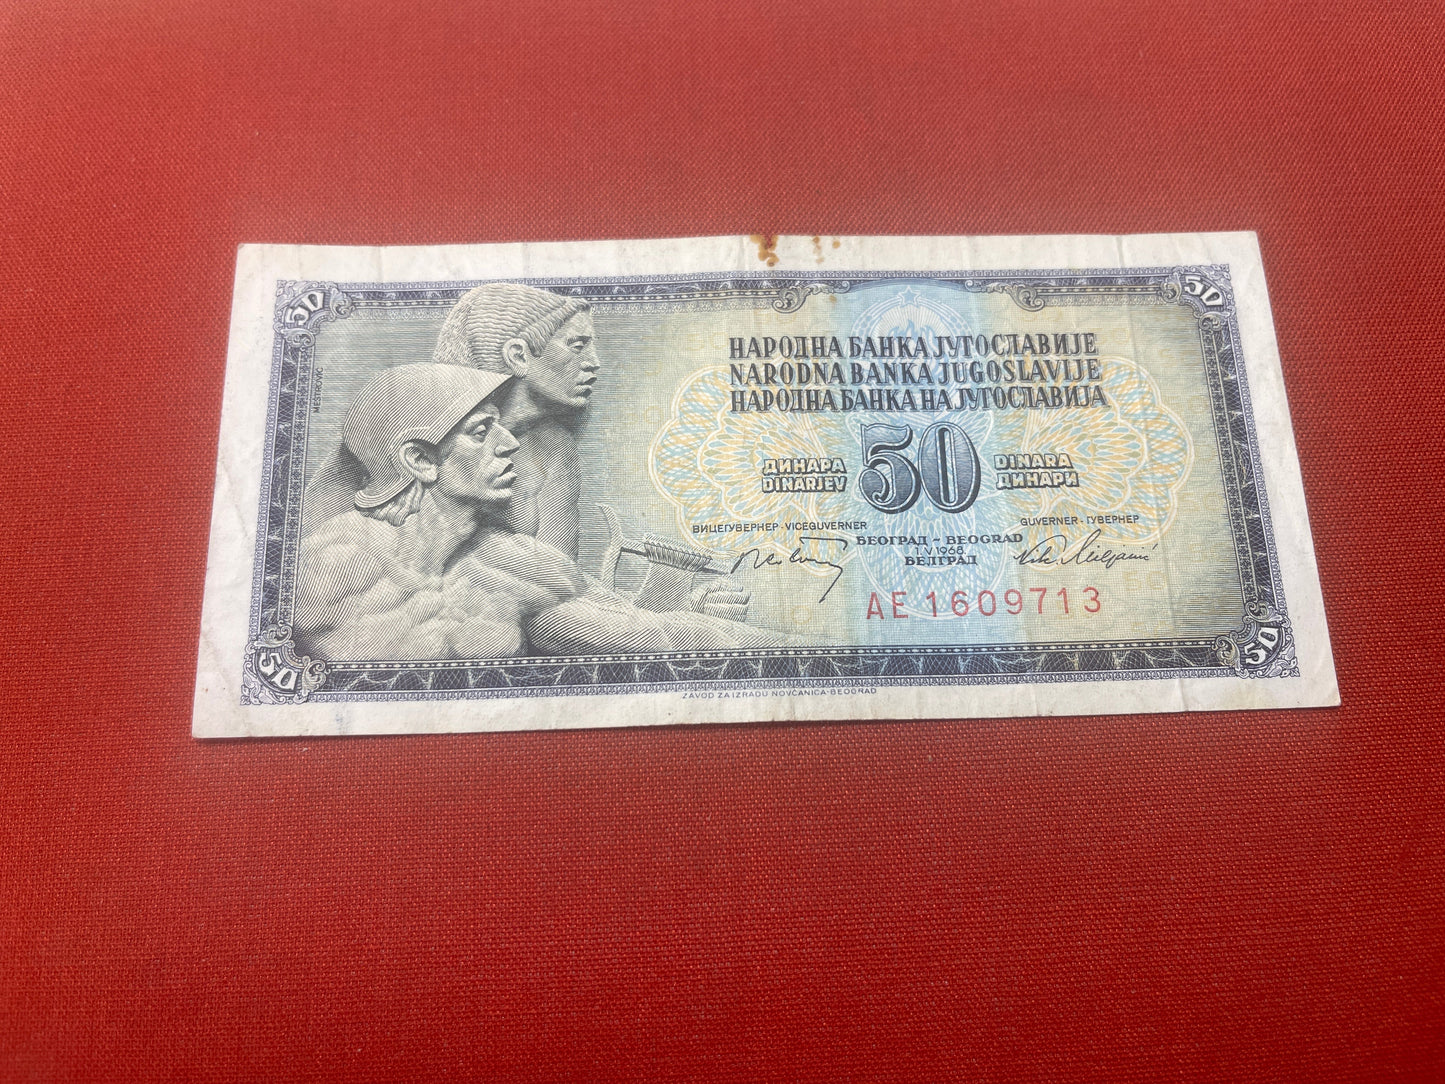 50 50
MEŠTROVIĆ
НАРОДНА БАНКА ЈУГОСЛАВИЈЕ
NARODNA BANKA JUGOSLAVIJE
НАРОДНА БАНКА НА ЈУГОСЛАВИЈА
ДИНАРА 50 DINARA
DINARJEV ДИНАРИ
ВИЦЕГУВЕРНЕР - VICEGUVERNER GUVERNER - ГУВЕРНЕР
БЕОГРАД ~ BEOGRAD
1.V 1968.
БЕЛГРАД
AE 1609713
50 50
ZAVOD ZA IZRADU NOVČANICA - BEOGRAD